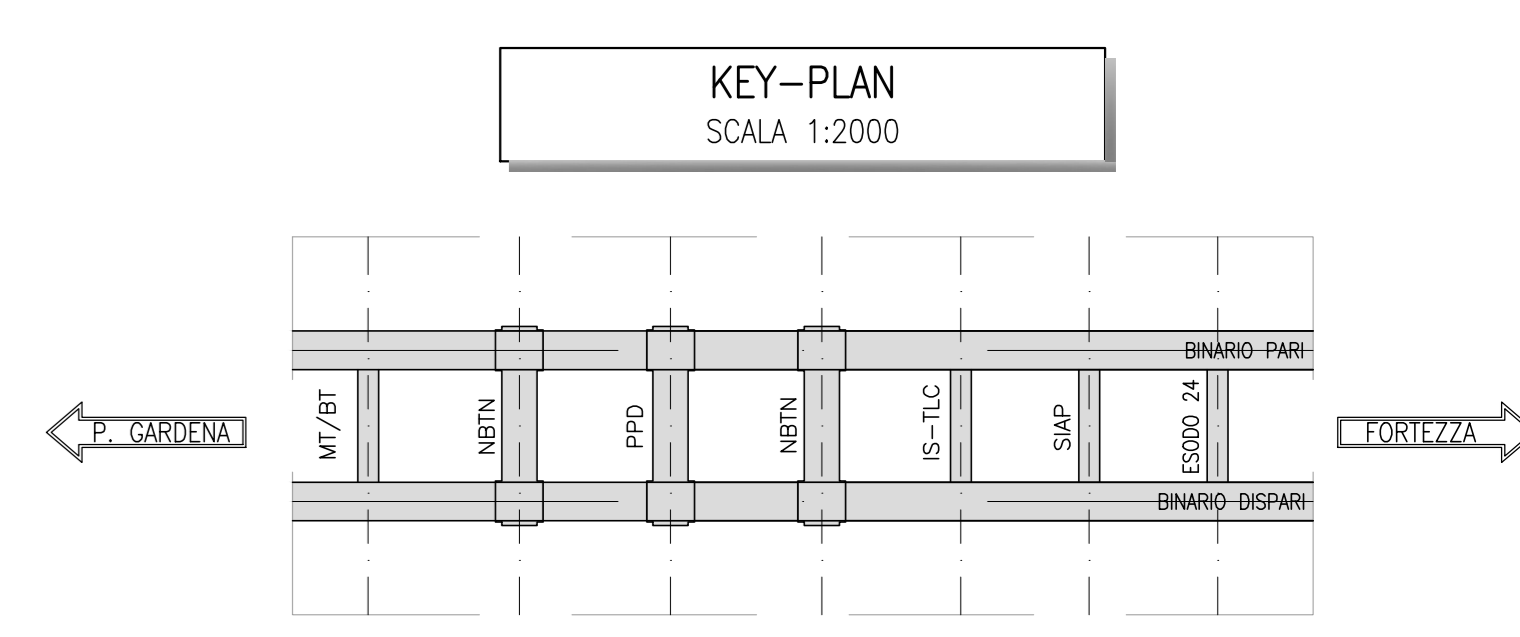 KEY-PLAN
SCALA 1:2000
BINARIO PARI
P. GARDENA
MT/BT
NBTN
PPD
NBTN
IS-TLC
SIAP
ESODO 24
FORTEZZA
BINARIO DISPARI